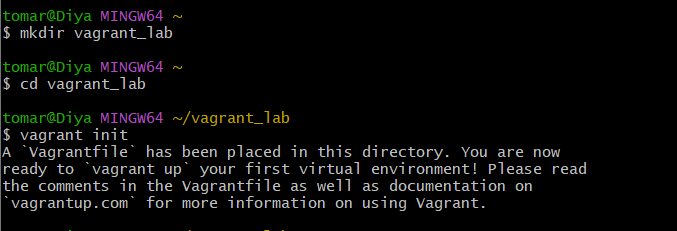 tomar@Diya MINGW64 ~
$ mkdir vagrant_lab
tomar@Diya MINGW64 ~
$ cd vagrant_lab
tomar@Diya MINGW64 ~/vagrant_lab
$ vagrant init
A `Vagrantfile` has been placed in this directory. You are now
ready to `vagrant up` your first virtual environment! Please read
the comments in the Vagrantfile as well as documentation on
`vagrantup.com` for more information on using Vagrant.